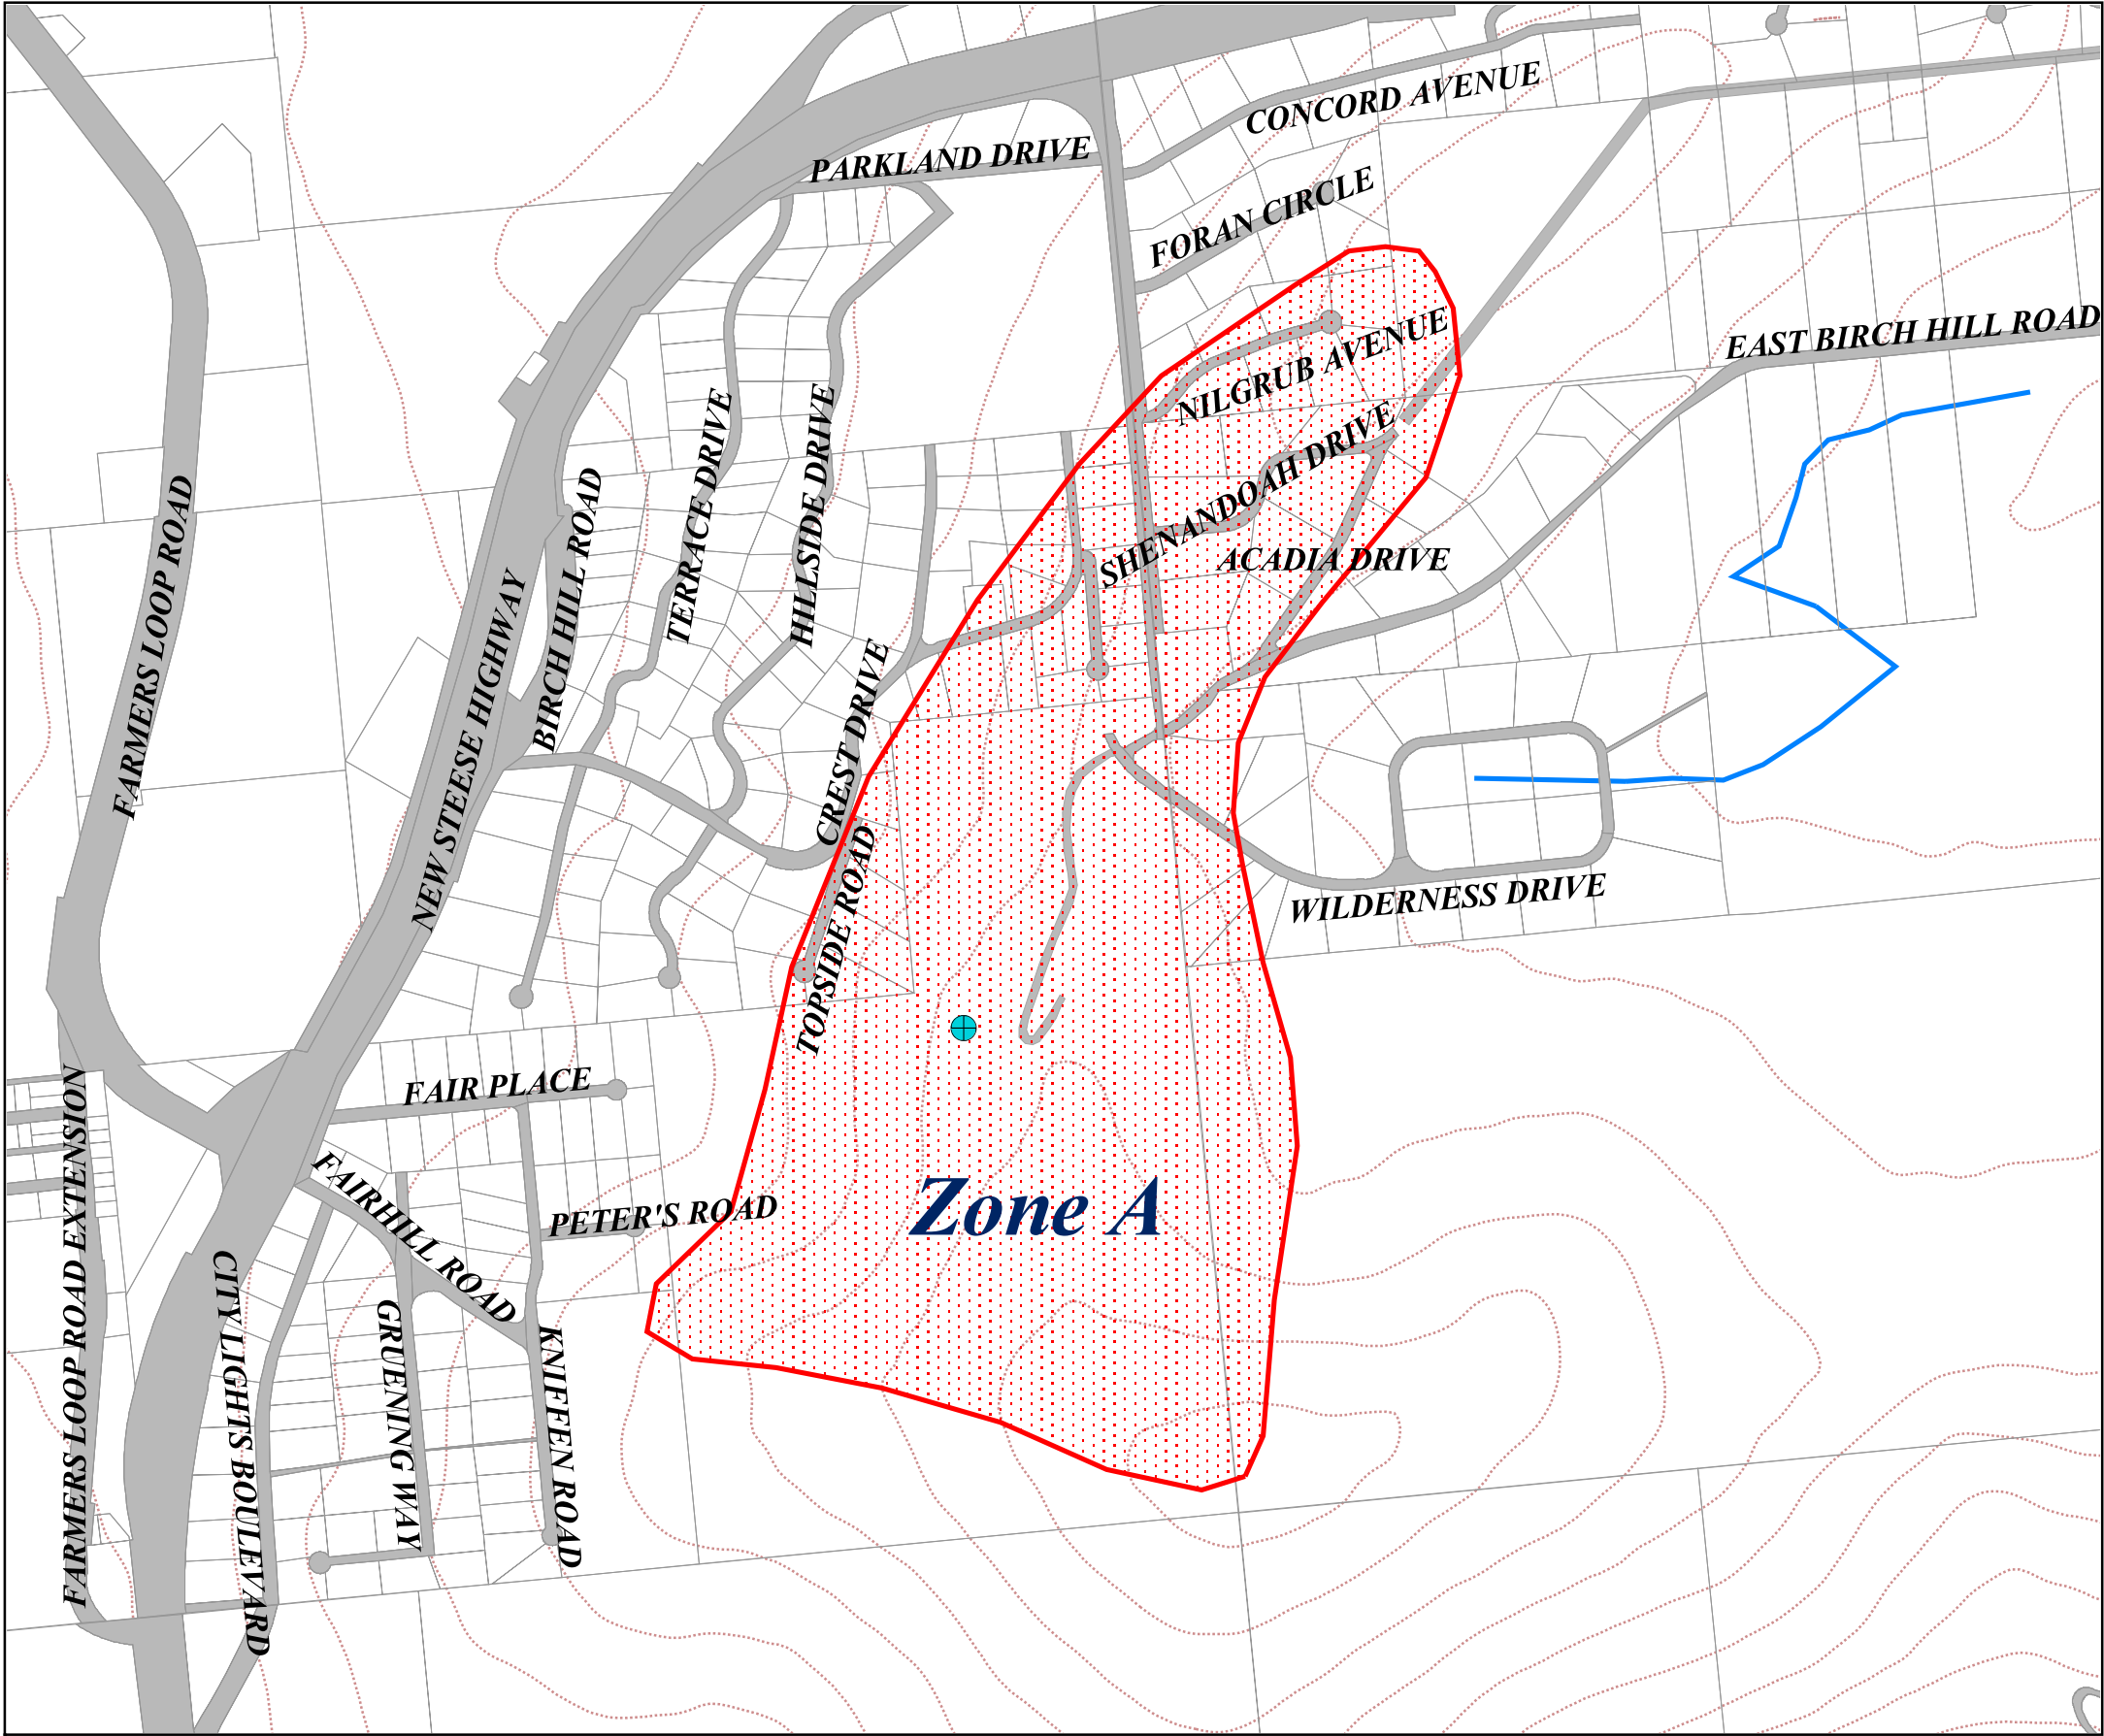 CONCORD AVENUE
PARKLAND DRIVE
FORAN CIRCLE
EAST BIRCH HILL ROAD
NILGRUB AVENUE
SHENANDOAH DRIVE
ACADIA DRIVE
TERRACE DRIVE
HILLSIDE DRIVE
BIRCH HILL ROAD
FARMERS LOOP ROAD
NEW STEESE HIGHWAY
CREST DRIVE
TOPSIDE ROAD
WILDERNESS DRIVE
FAIR PLACE
FAIRHILL ROAD
PETER'S ROAD
Zone A
FARMERS LOOP ROAD EXTENSION
CITY LIGHTS BOULEVARD
GRUENING WAY
KNIFFEN ROAD